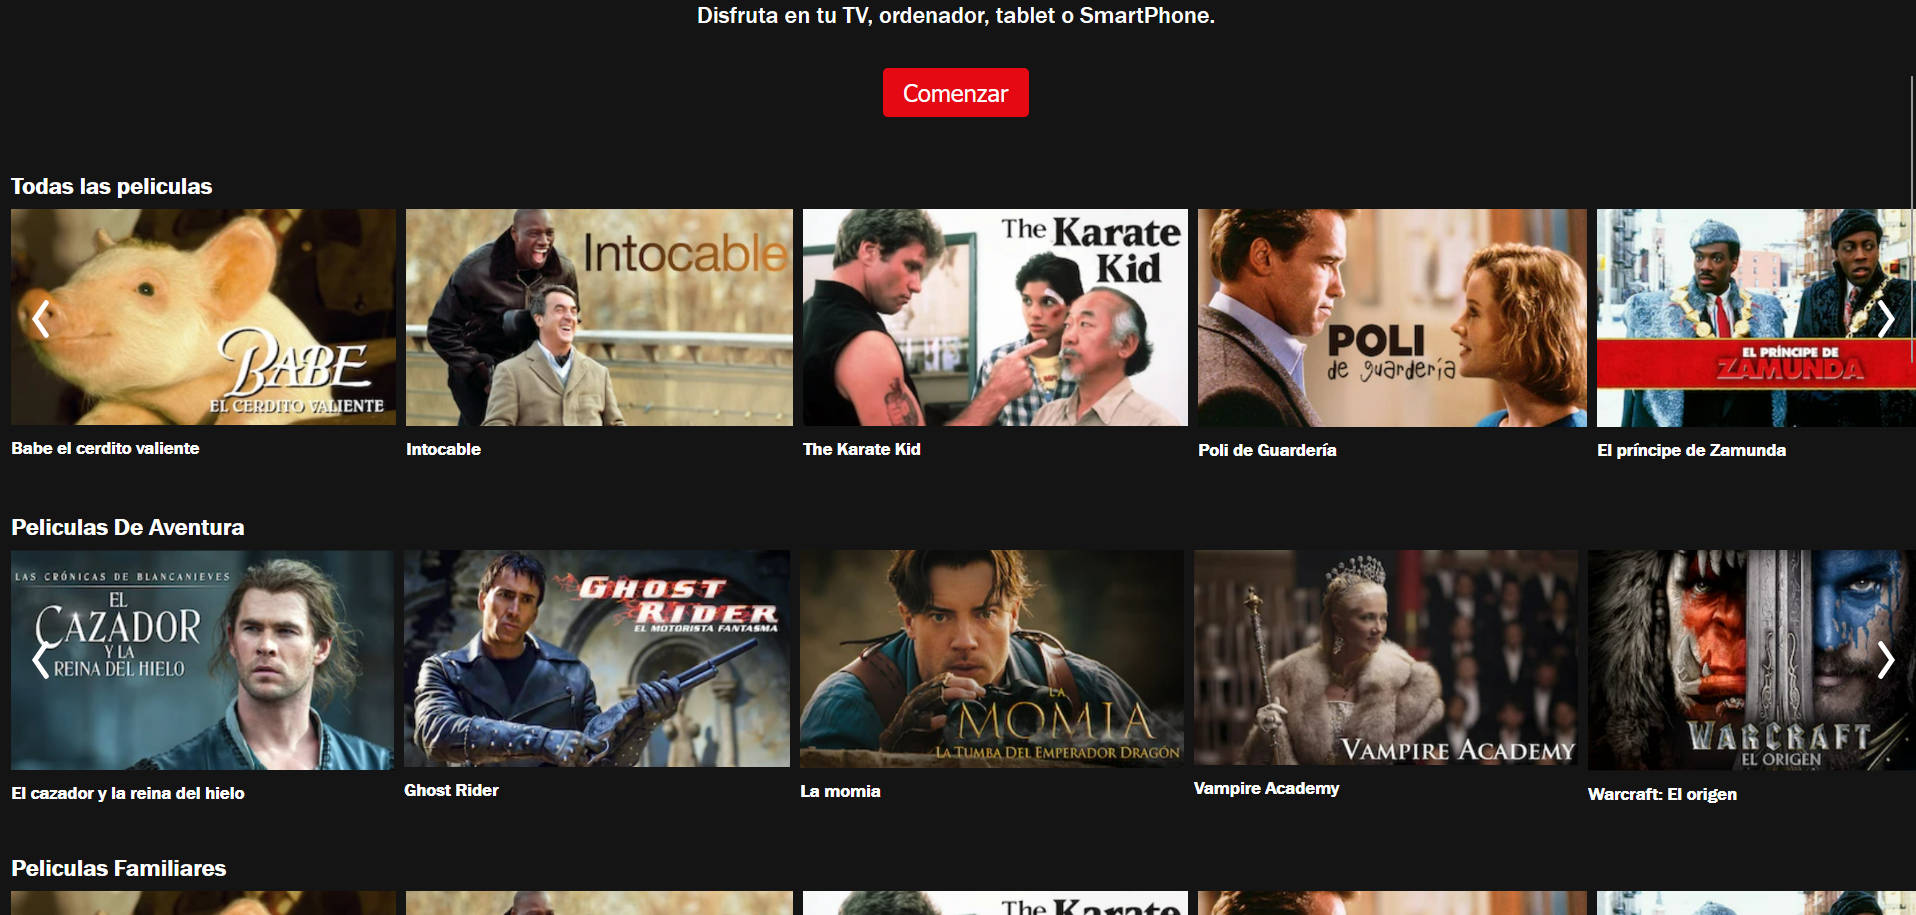 Disfruta en tu TV, ordenador, tablet o SmartPhone.
Comenzar
Todas las peliculas
BABE
EL CERDITO VALIENTE
Intocable
The Karate
Kid
POLI
de guardería
EL PRÍNCIPE DE
ZAMUNDA
Babe el cerdito valiente
Intocable
The Karate Kid
Poli de Guardería
El príncipe de Zamunda
Peliculas De Aventura
LAS CRÓNICAS DE BLANCANIEVES
EL
CAZADOR
Y LA
REINA DEL HIELO
GHOST
RIDER
EL MOTORISTA FANTASMA
LA
MOMIA
LA TUMBA DEL EMPERADOR DRAGÓN
VAMPIRE ACADEMY
WARCRAFT
EL ORIGEN
El cazador y la reina del hielo
Ghost Rider
La momia
Vampire Academy
Warcraft: El origen
Peliculas Familiares
The Karate